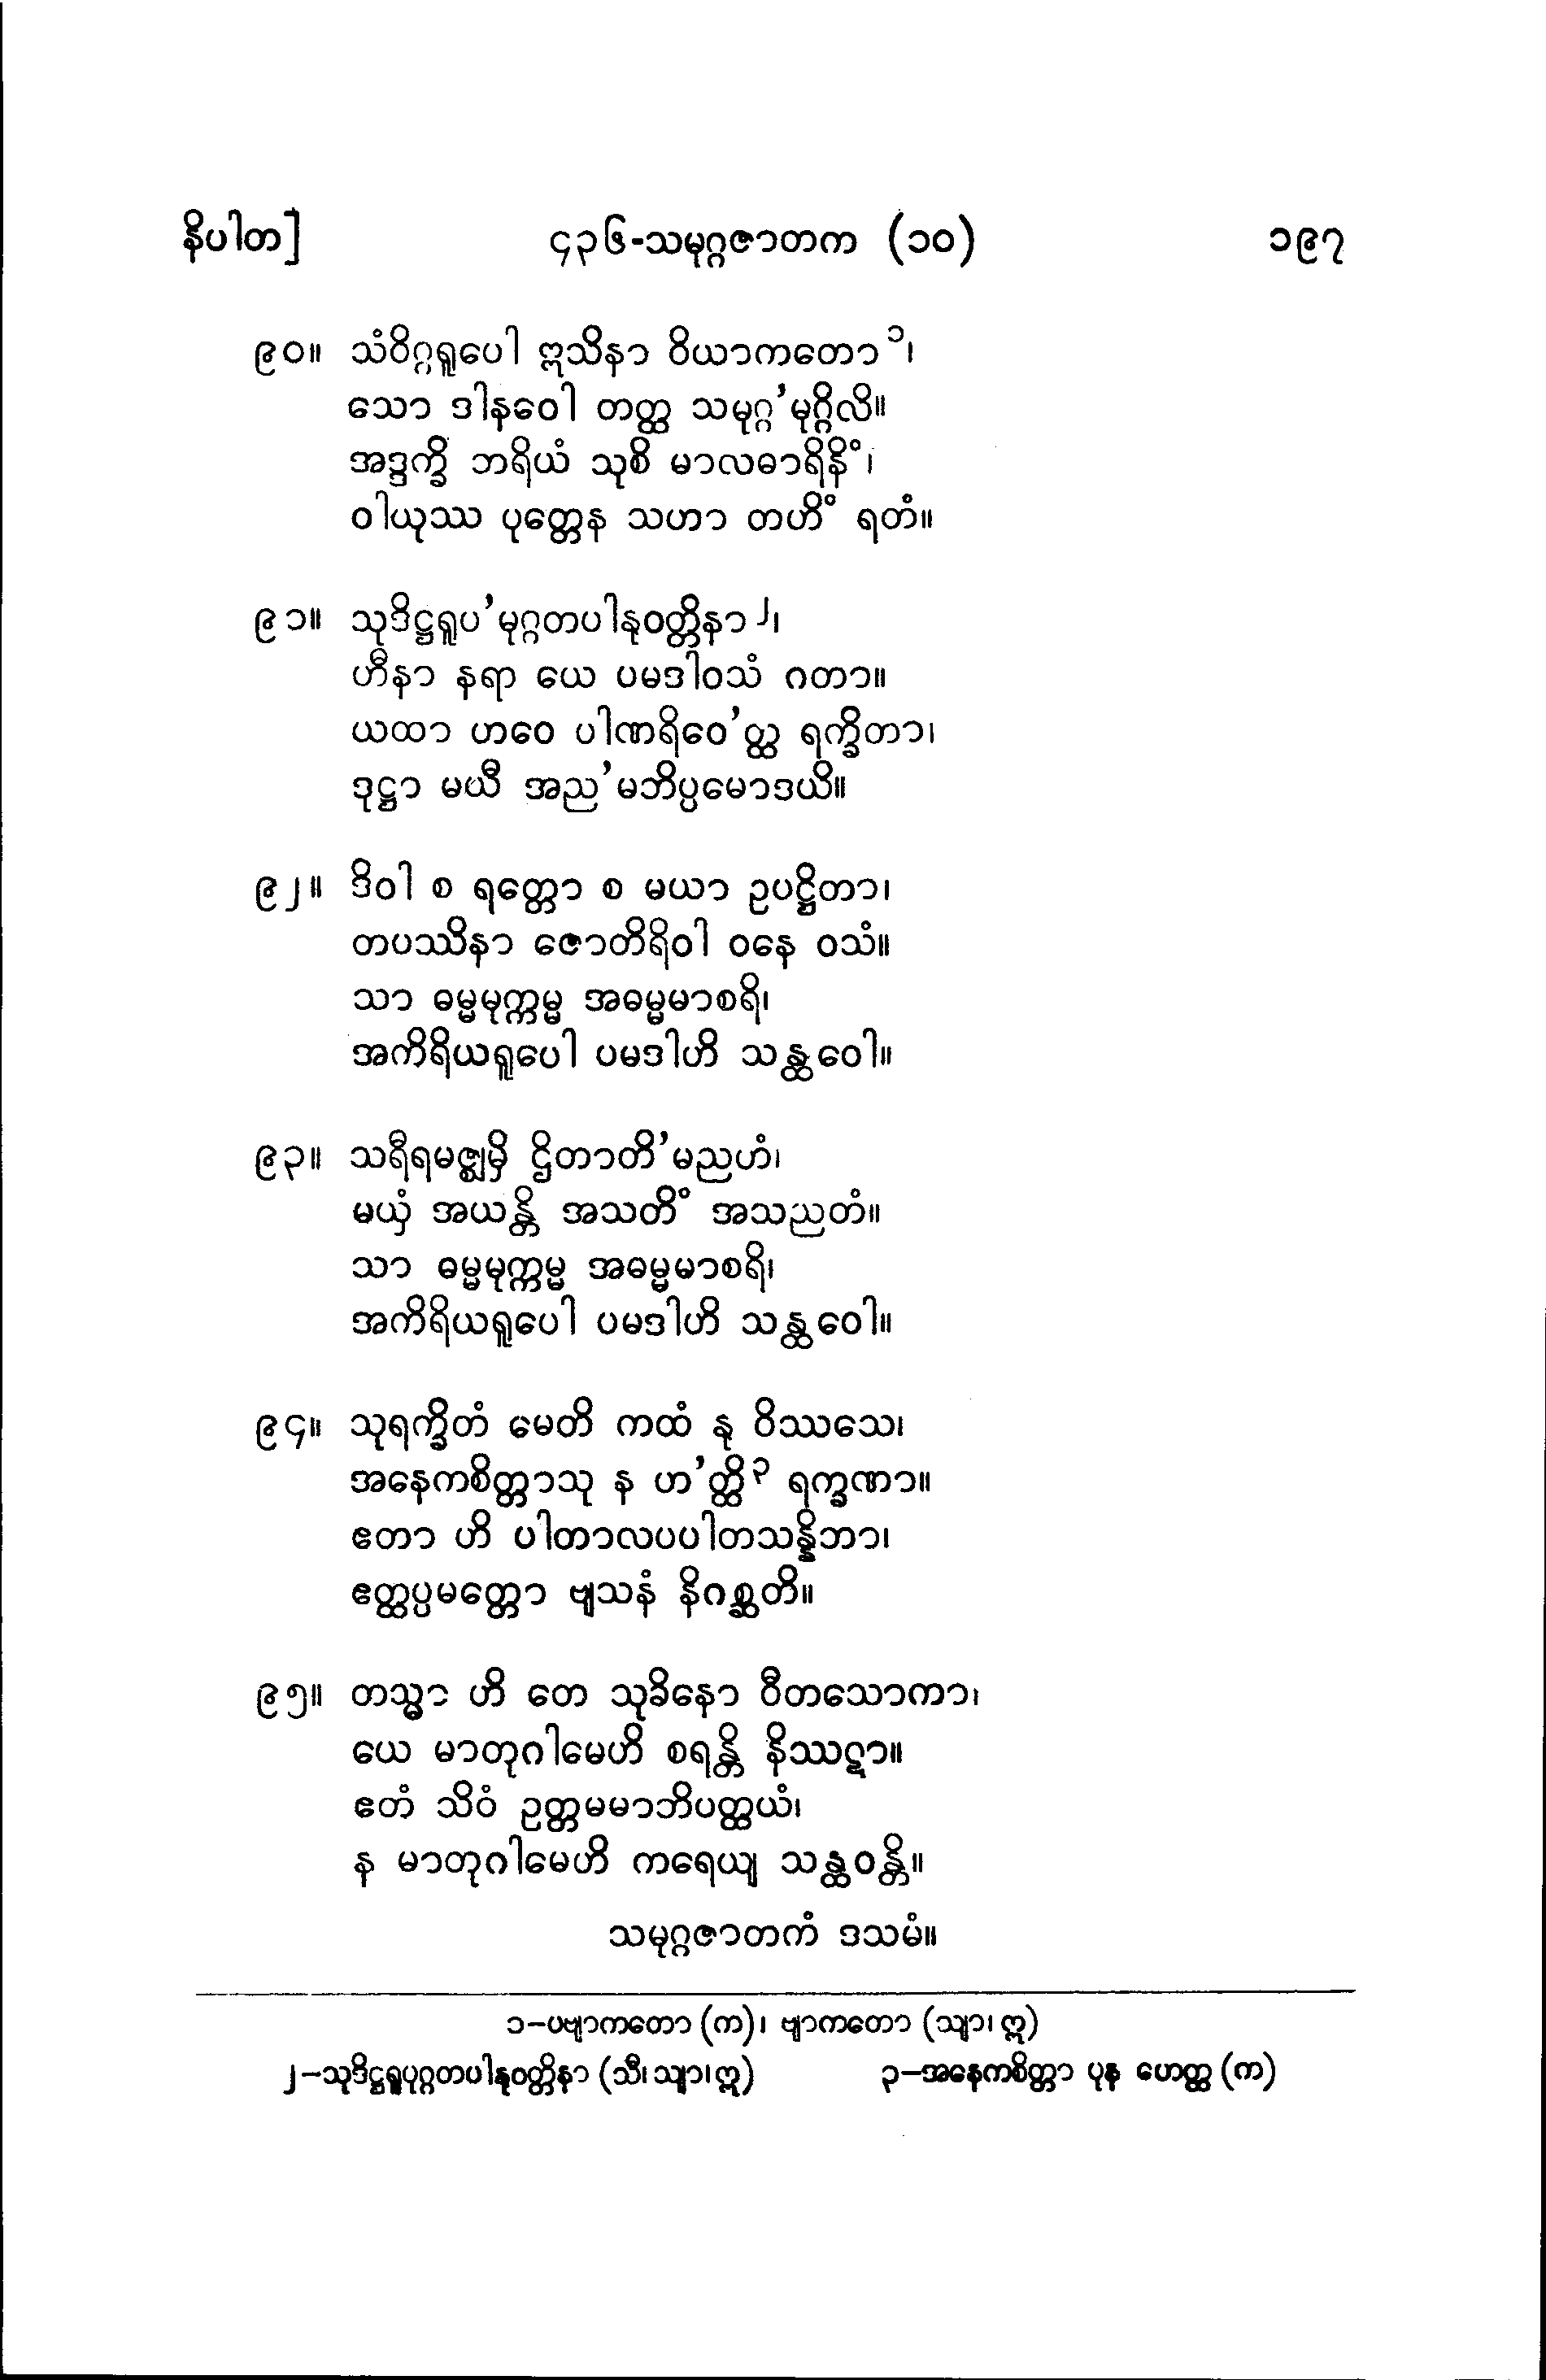 နိပါတ]   ၄၃၆-သမုဂ္ဂဇာတက (၁၀)   ၁၉၇
၉၀။ သံဝိဂ္ဂရူပေါ ဣသိနာ ဝိယာကတော ၁၊
သော ဒါနဝေါ တတ္ထ သမုဂ္ဂ’မုဂ္ဂိလိ။
အဒ္ဒက္ခိ ဘရိယံ သုစိ မာလဓာရိနိံ၊
ဝါယုဿ ပုတ္တေန သဟာ တဟိံ ရတံ။
၉၁။ သုဒိဋ္ဌရူပ’မုဂ္ဂတပါနုဝတ္တိနာ ၂၊
ဟီနာ နရာ ယေ ပမဒါဝသံ ဂတာ။
ယထာ ဟဝေ ပါဏရိဝေ’တ္ထ ရက္ခိတာ၊
ဒုဋ္ဌာ မယီ အည’မဘိပ္ပမောဒယိ။
၉၂။ ဒိဝါ စ ရတ္တော စ မယာ ဥပဋ္ဌိတာ၊
တပဿိနာ ဇောတိရိဝါ ဝနေ ဝသံ။
သာ ဓမ္မမုက္ကမ္မ အဓမ္မမာစရိ၊
အကိရိယရူပေါ ပမဒါဟိ သန္ထဝေါ။
၉၃။ သရီရမဇ္ဈမှိ ဌိတာတိ’မညဟံ၊
မယှံ အယန္တိ အသတိံ အသညတံ။
သာ ဓမ္မမုက္ကမ္မ အဓမ္မမာစရိ၊
အကိရိယရူပေါ ပမဒါဟိ သန္ထဝေါ။
၉၄။ သုရက္ခိတံ မေတိ ကထံ နု ဝိဿသေ၊
အနေကစိတ္တာသု န ဟ’တ္ထိ ၃ ရက္ခဏာ။
ဧတာ ဟိ ပါတာလပပါတသန္နိဘာ၊
ဧတ္ထပ္ပမတ္တော ဗျသနံ နိဂစ္ဆတိ။
၉၅။ တသ္မာ ဟိ တေ သုခိနော ဝီတသောကာ၊
ယေ မာတုဂါမေဟိ စရန္တိ နိဿဋာ။
ဧတံ သိဝံ ဥတ္တမမာဘိပတ္ထယံ၊
န မာတုဂါမေဟိ ကရေယျ သန္ထဝန္တိ။
သမုဂ္ဂဇာတကံ ဒသမံ။
၁-ပဗျာကတော (က)၊ ဗျာကတော (သျာ၊ ဣ)
၂-သုဒိဋ္ဌရူပုဂ္ဂတပါနုဝတ္တိနာ (သီ၊ သျာ၊ ဣ)   ၃-အနေကစိတ္တာ ပုန ဟေတ္ထ (က)